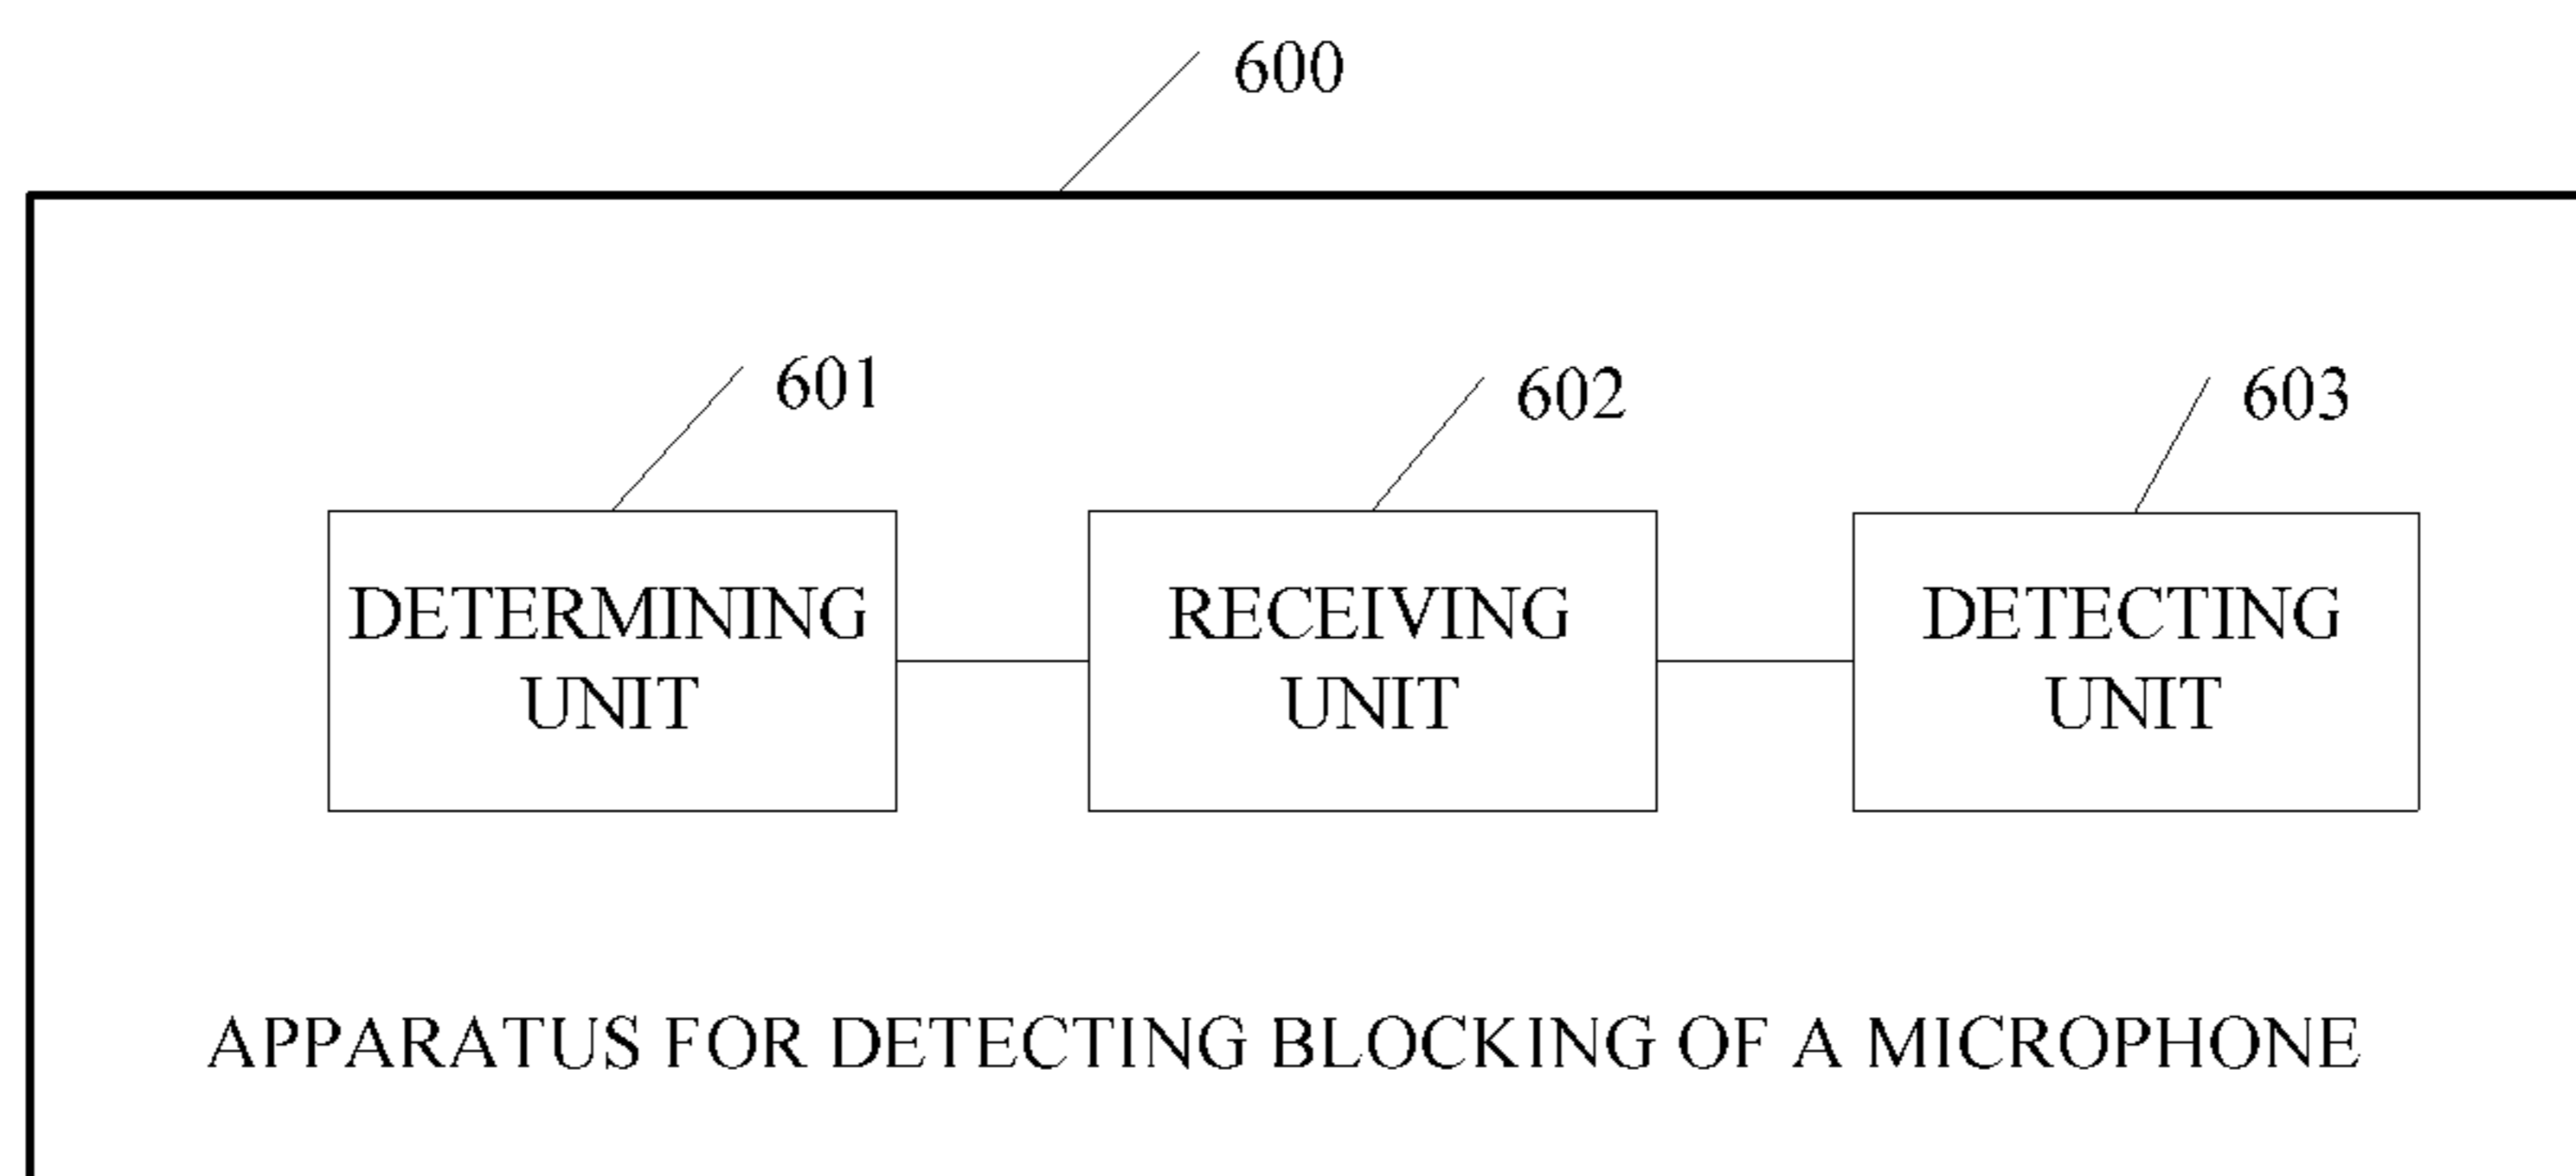 600
601
602
603
DETERMINING
UNIT
RECEIVING
UNIT
DETECTING
UNIT
APPARATUS FOR DETECTING BLOCKING OF A MICROPHONE